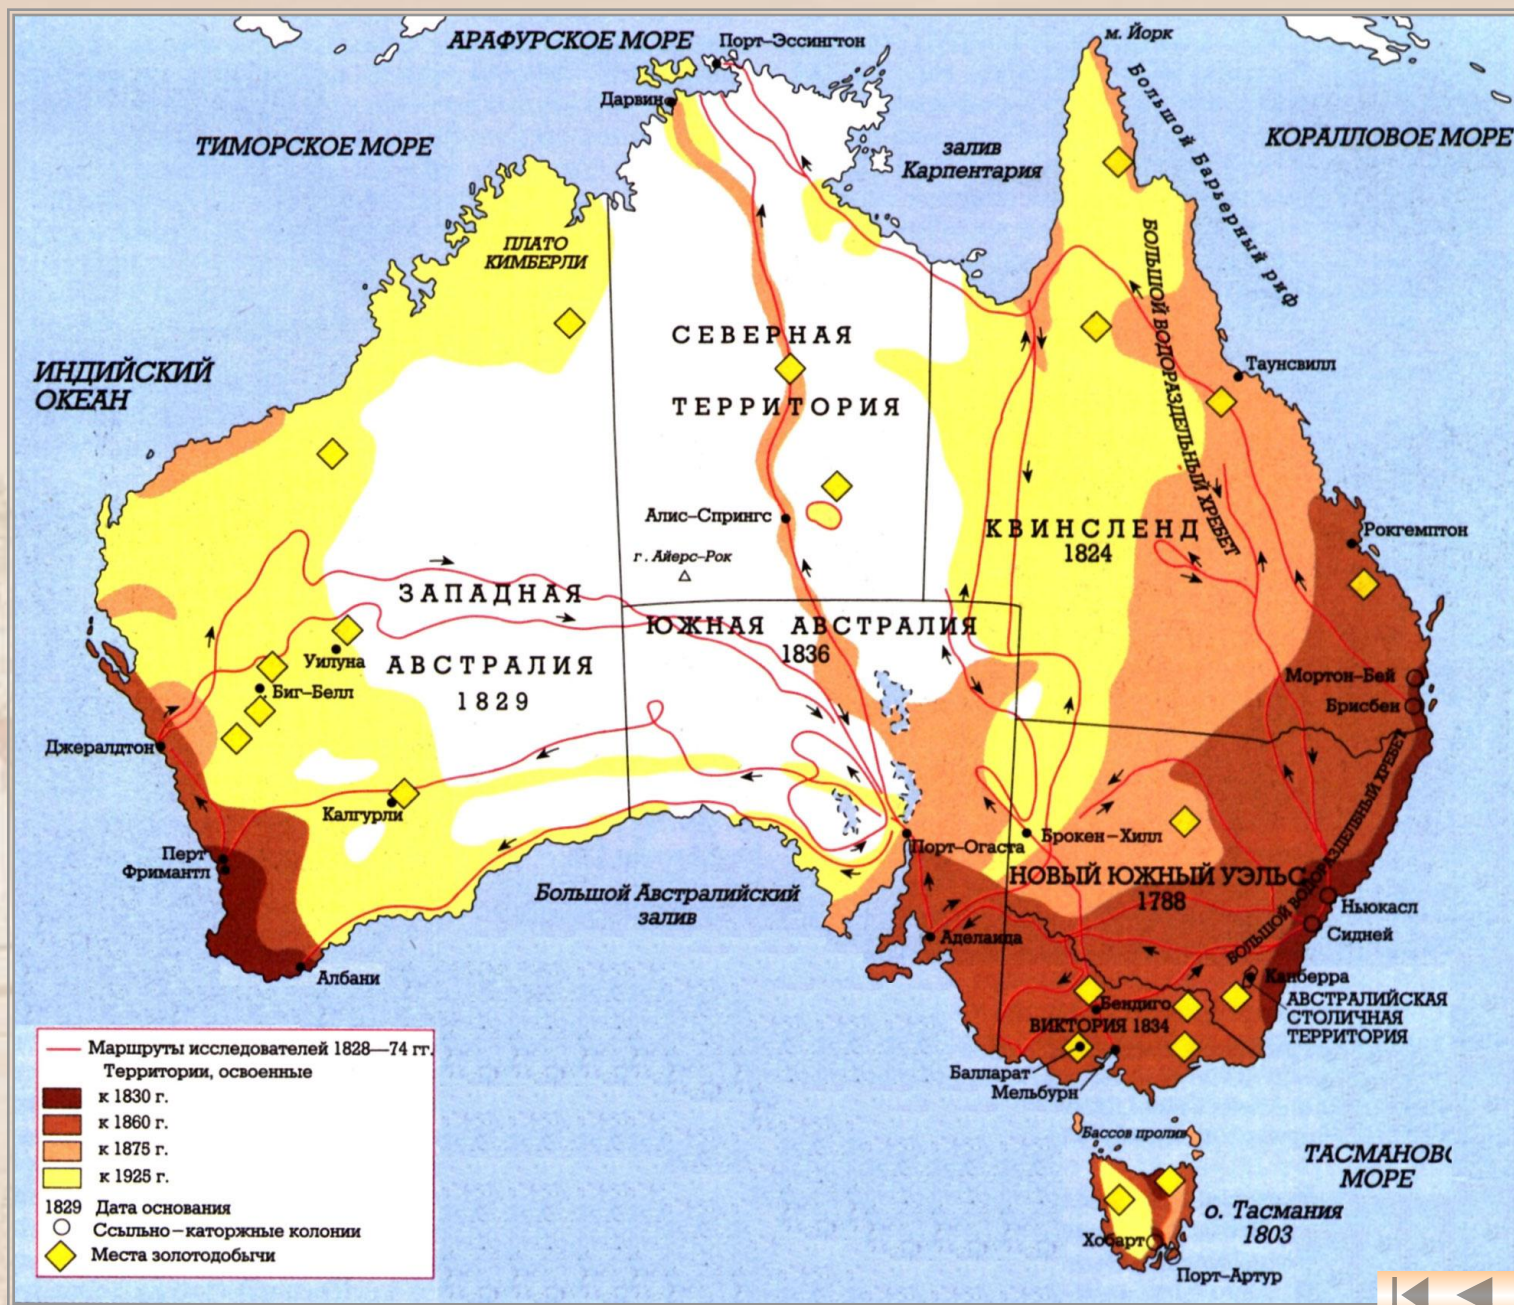 АРАФУРСКОЕ МОРЕ
Порт-Эссингтон
м. Йорк
Дарвин
Большой Барьерный риф
ТИМОРСКОЕ МОРЕ
залив
Карпентария
КОРАЛЛОВОЕ МОРЕ
ПЛАТО
КИМБЕРЛИ
БОЛЬШОЙ ВОДОРАЗДЕЛЬНЫЙ ХРЕБЕТ
СЕВЕРНАЯ
ТЕРРИТОРИЯ
ИНДИЙСКИЙ
ОКЕАН
Таунсвилл
Алис-Спрингс
г. Айерс-Рок
КВИНСЛЕНД
1824
Рокгемптон
ЗАПАДНАЯ
АВСТРАЛИЯ
1829
ЮЖНАЯ АВСТРАЛИЯ
1836
Уилуна
Биг-Белл
Мортон-Бей
Брисбен
Джералдтон
Калгурли
БОЛЬШОЙ ВОДОРАЗДЕЛЬНЫЙ ХРЕБЕТ
Порт-Огаста
Брокен-Хилл
Перт
Фримантл
НОВЫЙ ЮЖНЫЙ УЭЛЬС
1788
Большой Австралийский
залив
Ньюкасл
Сидней
Аделаида
Албани
Канберра
АВСТРАЛИЙСКАЯ
СТОЛИЧНАЯ
ТЕРРИТОРИЯ
Бендиго
ВИКТОРИЯ 1834
Балларат
Мельбурн
Бассов пролив
ТАСМАНОВО
МОРЕ
о. Тасмания
1803
Хобарт
Порт-Артур
Маршруты исследователей 1828—74 гг.
Территории, освоенные
к 1830 г.
к 1860 г.
к 1875 г.
к 1925 г.
1829 Дата основания
Ссыльно-каторжные колонии
Места золотодобычи